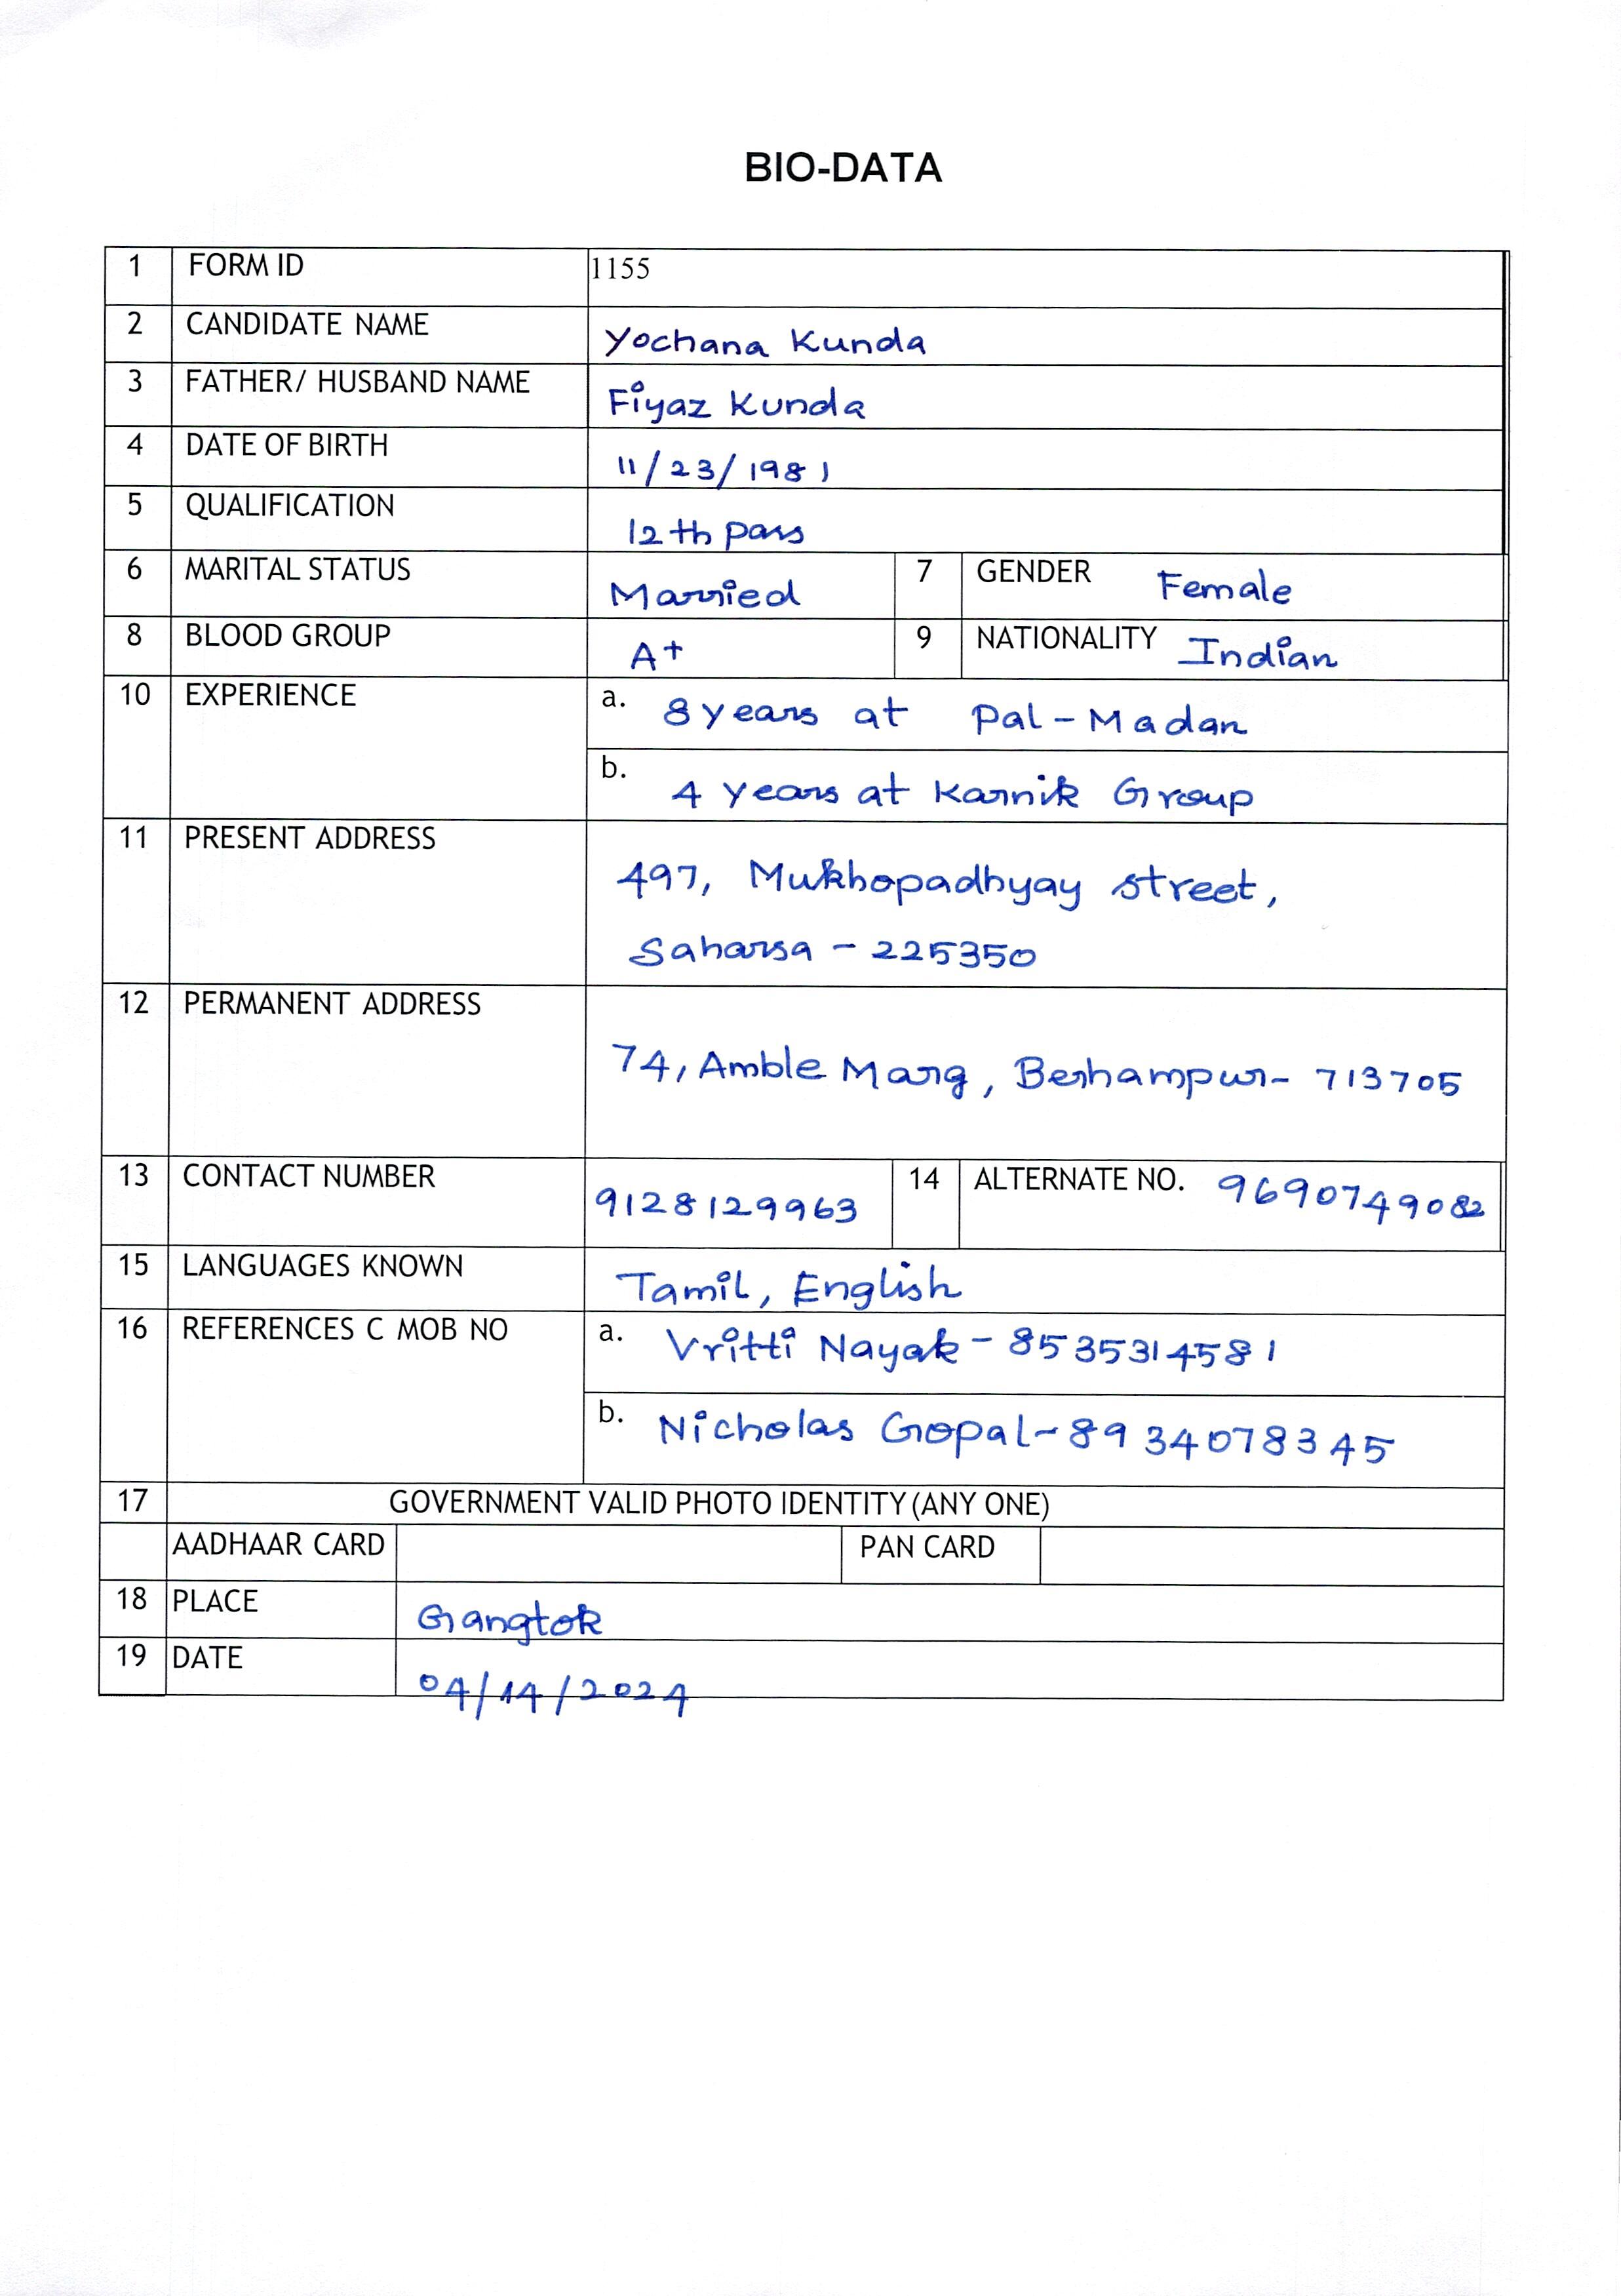 BIO-DATA
1 FORM ID 1155
2 CANDIDATE NAME Yochana Kunda
3 FATHER/ HUSBAND NAME Fiyaz Kunda
4 DATE OF BIRTH 11/23/1981
5 QUALIFICATION 12th pass
6 MARITAL STATUS Married 7 GENDER Female
8 BLOOD GROUP A+ 9 NATIONALITY Indian
10 EXPERIENCE a. 8 years at Pal-Madan
b. 4 years at Karnik Group
11 PRESENT ADDRESS
497, Mukhopadhyay street,
Saharsa - 225350
12 PERMANENT ADDRESS
74, Amble Marg, Berhampur- 713705
13 CONTACT NUMBER 9128129963 14 ALTERNATE NO. 9690749082
15 LANGUAGES KNOWN Tamil, English
16 REFERENCES C MOB NO a. Vritti Nayak - 8535314581
b. Nicholas Gopal-8934078345
17 GOVERNMENT VALID PHOTO IDENTITY (ANY ONE)
AADHAAR CARD PAN CARD
18 PLACE Gangtok
19 DATE 04/14/2024